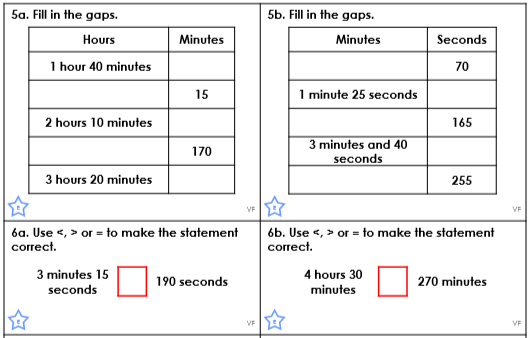 5a. Fill in the gaps.
Hours Minutes
1 hour 40 minutes
15
2 hours 10 minutes
170
3 hours 20 minutes
VF
5b. Fill in the gaps.
Minutes Seconds
70
1 minute 25 seconds
165
3 minutes and 40
seconds
255
VF
6a. Use <, > or = to make the statement
correct.
3 minutes 15
seconds
190 seconds
VF
6b. Use <, > or = to make the statement
correct.
4 hours 30
minutes
270 minutes
VF